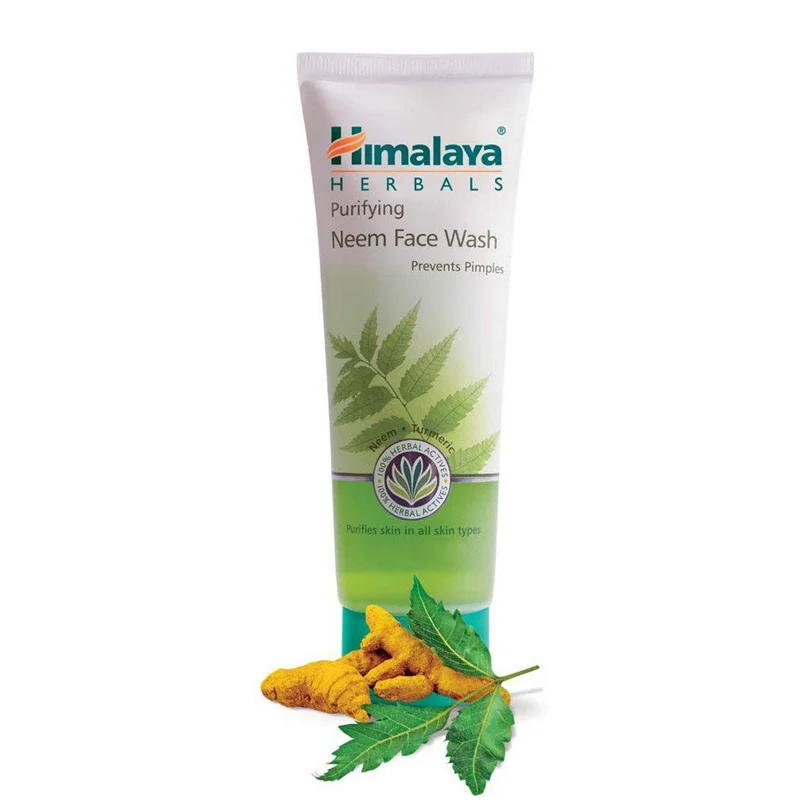 Himalaya®
HERBALS
Purifying
Neem Face Wash
Prevents Pimples
Neem • Turmeric
100% HERBAL ACTIVES
100% HERBAL ACTIVES
Purifies skin in all skin types